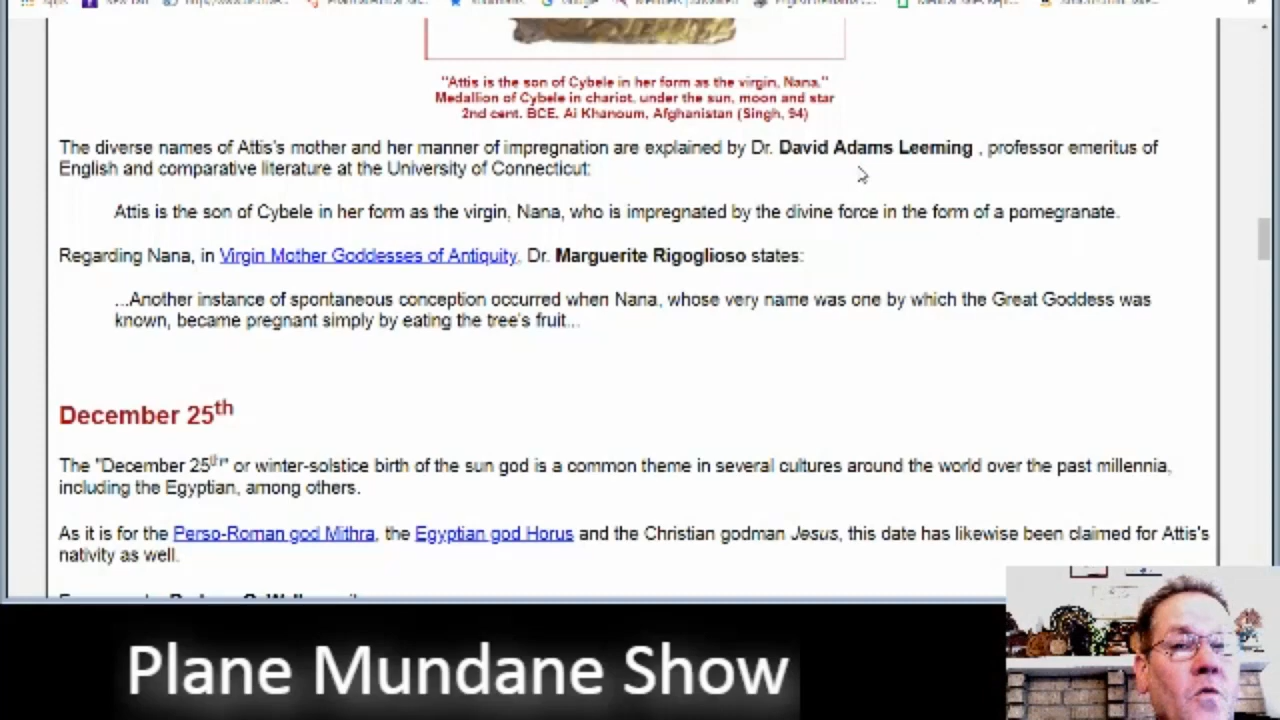 "Attis is the son of Cybele in her form as the virgin, Nana."
Medallion of Cybele in chariot, under the sun, moon and star
2nd cent. BCE, Ai Khanoum, Afghanistan (Singh, 94)
The diverse names of Attis's mother and her manner of impregnation are explained by Dr. David Adams Leeming , professor emeritus of
English and comparative literature at the University of Connecticut:
Attis is the son of Cybele in her form as the virgin, Nana, who is impregnated by the divine force in the form of a pomegranate.
Regarding Nana, in Virgin Mother Goddesses of Antiquity, Dr. Marguerite Rigoglioso states:
...Another instance of spontaneous conception occurred when Nana, whose very name was one by which the Great Goddess was
known, became pregnant simply by eating the tree's fruit...
December 25th
The "December 25th" or winter-solstice birth of the sun god is a common theme in several cultures around the world over the past millennia,
including the Egyptian, among others.
As it is for the Perso-Roman god Mithra, the Egyptian god Horus and the Christian godman Jesus, this date has likewise been claimed for Attis's
nativity as well.
Plane Mundane Show